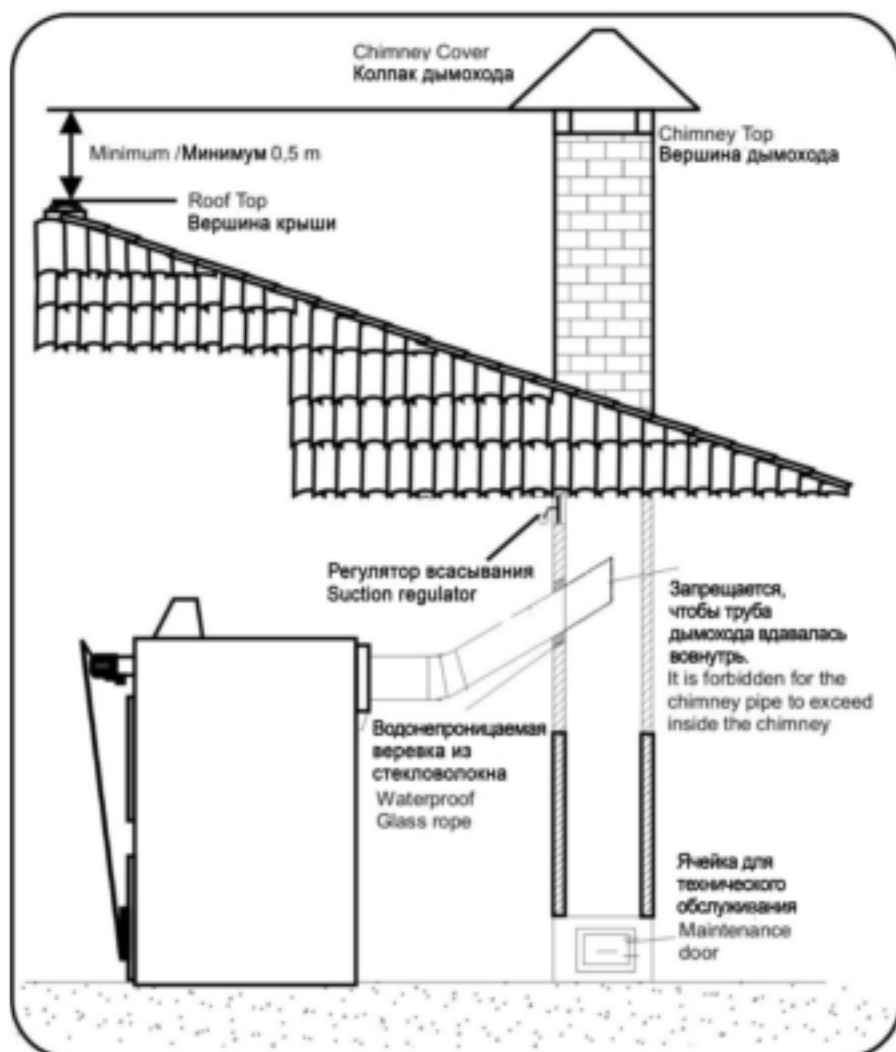 Chimney Cover
Колпак дымохода
Chimney Top
Вершина дымохода
Minimum /Минимум 0,5 m
Roof Top
Вершина крыши
Регулятор всасывания
Suction regulator
Запрещается,
чтобы труба
дымохода вдавалась
вовнутрь.
It is forbidden for the
chimney pipe to exceed
inside the chimney
Водонепроницаемая
веревка из
стекловолокна
Waterproof
Glass rope
Ячейка для
технического
обслуживания
Maintenance
door